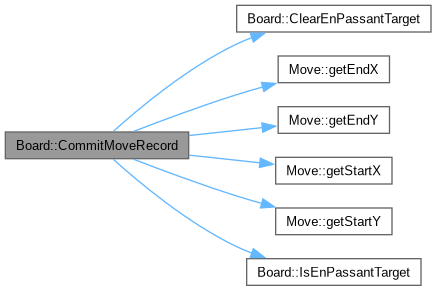 Board::ClearEnPassantTarget
Move::getEndX
Move::getEndY
Board::CommitMoveRecord
Move::getStartX
Move::getStartY
Board::IsEnPassantTarget